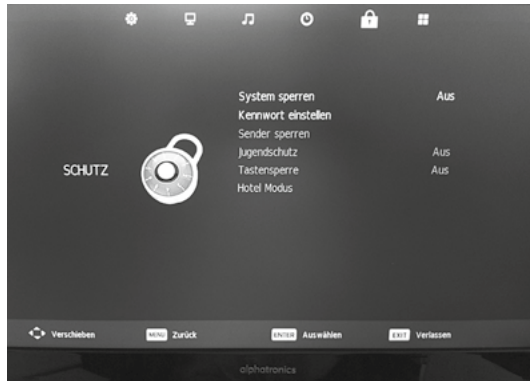 System sperren Aus
Kennwort einstellen
Sender sperren
Jugendschutz Aus
SCHUTZ
Tastensperre Aus
Hotel Modus
Verschieben MENU Zurück ENTER Auswählen EXIT Verlassen
alphatronics